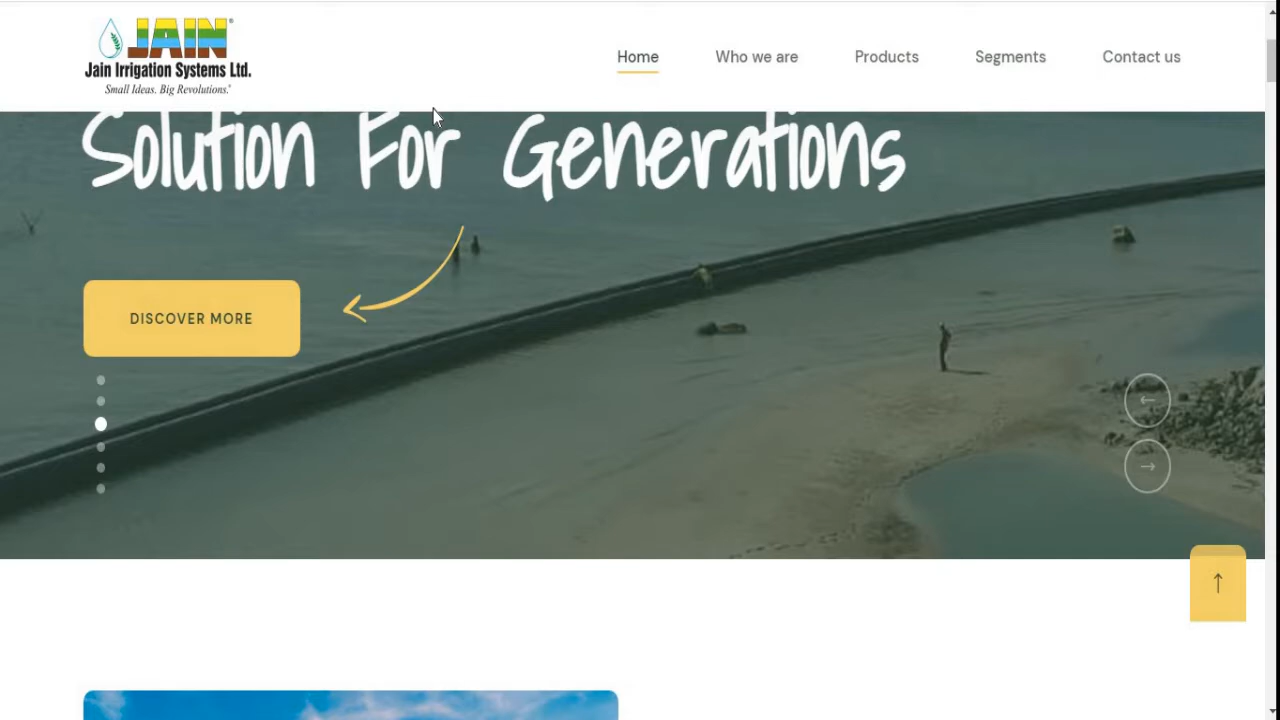 JAIN®
Jain Irrigation Systems Ltd.
Small Ideas. Big Revolutions.®
Home
Who we are
Products
Segments
Contact us
Solution For Generations
DISCOVER MORE